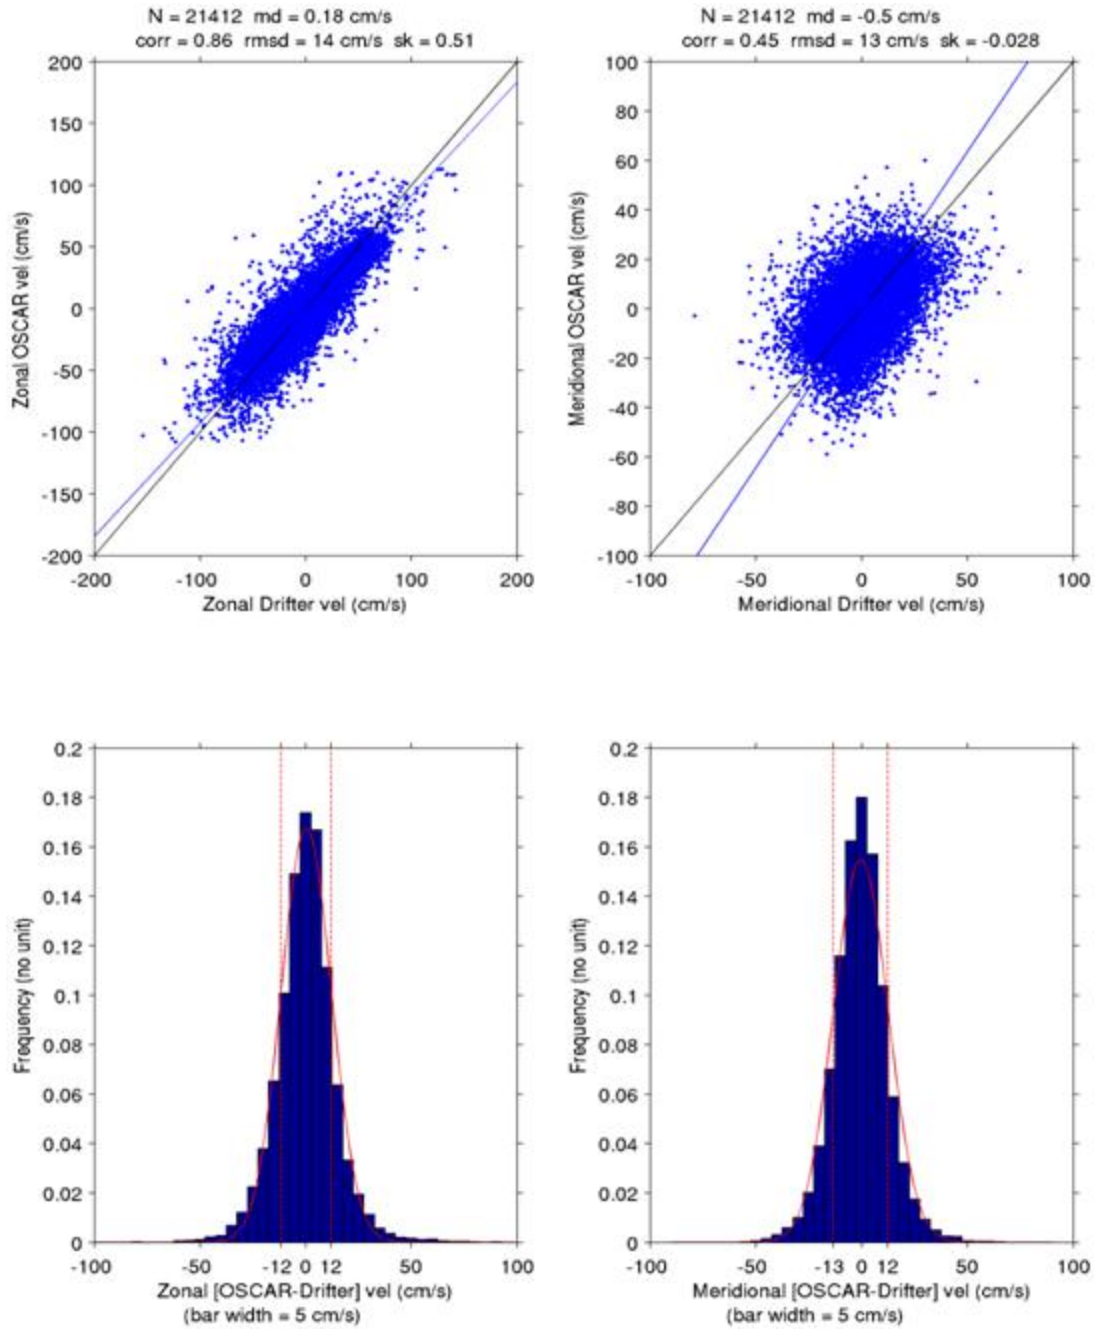 N = 21412 md = 0.18 cm/s
corr = 0.86 rmsd = 14 cm/s sk = 0.51
200
150
100
50
0
-50
-100
-150
-200
Zonal OSCAR vel (cm/s)
-200 -100 0 100 200
Zonal Drifter vel (cm/s)
N = 21412 md = -0.5 cm/s
corr = 0.45 rmsd = 13 cm/s sk = -0.028
100
80
60
40
20
0
-20
-40
-60
-80
-100
Meridional OSCAR vel (cm/s)
-100 -50 0 50 100
Meridional Drifter vel (cm/s)
0.2
0.18
0.16
0.14
0.12
0.1
0.08
0.06
0.04
0.02
0
Frequency (no unit)
-100 -50 -12 0 12 50 100
Zonal [OSCAR-Drifter] vel (cm/s)
(bar width = 5 cm/s)
0.2
0.18
0.16
0.14
0.12
0.1
0.08
0.06
0.04
0.02
0
Frequency (no unit)
-100 -50 -13 0 12 50 100
Meridional [OSCAR-Drifter] vel (cm/s)
(bar width = 5 cm/s)